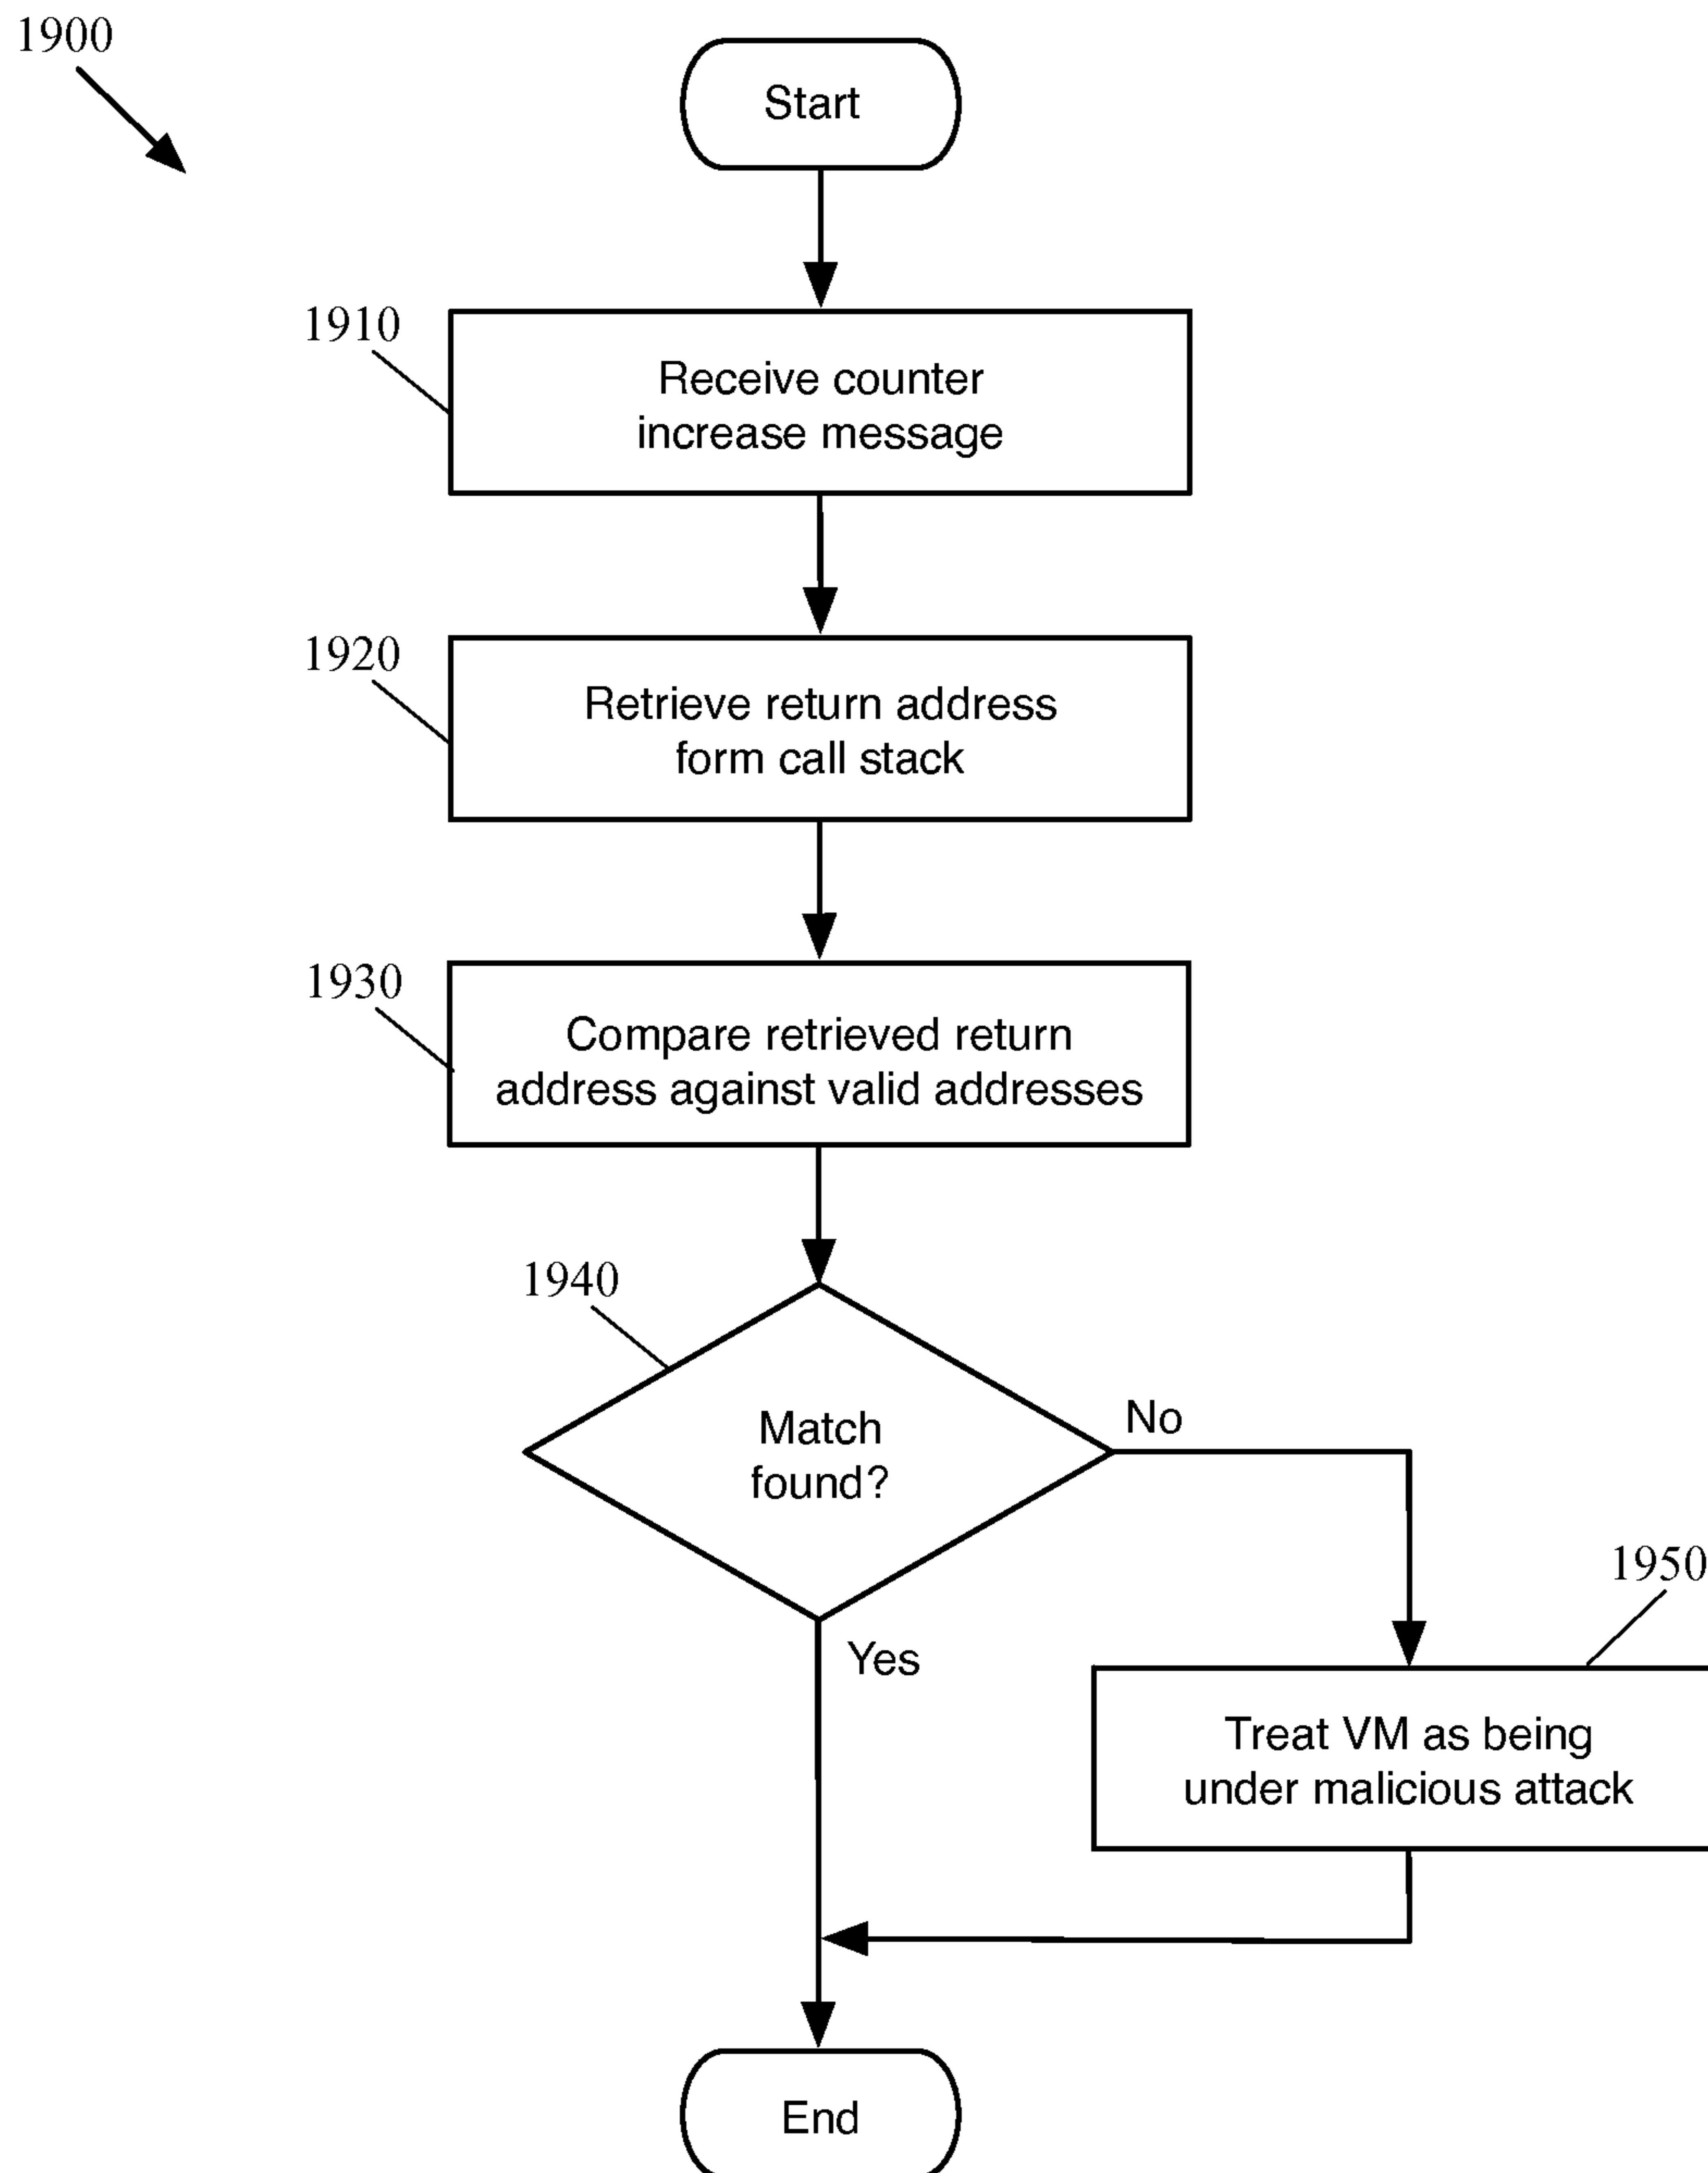 1900
Start
1910
Receive counter
increase message
1920
Retrieve return address
form call stack
1930
Compare retrieved return
address against valid addresses
1940
Match
found?
No
Yes
1950
Treat VM as being
under malicious attack
End